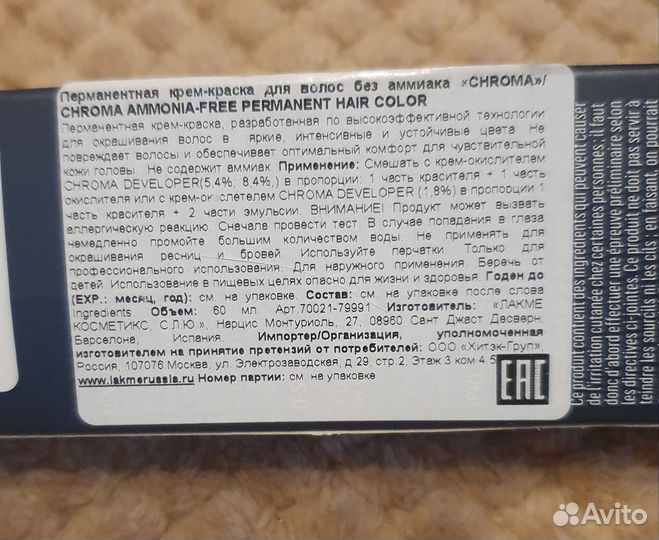 Перманентная крем-краска для волос без аммиака «CHROMA»/
CHROMA AMMONIA-FREE PERMANENT HAIR COLOR
Перманентная крем-краска, разработанная по высокоэффективной технологии
для окрашивания волос в яркие, интенсивные и устойчивые цвета Не
повреждает волосы и обеспечивает оптимальный комфорт для чувствительной
кожи головы. Не содержит аммиак Применение: Смешать с крем-окислителем
CHROMA DEVELOPER(5,4%, 8,4%,) в пропорции: 1 часть красителя + 1 часть
окислителя или с крем-ок слетелем CHROMA DEVELOPER (1,8%) в пропорции 1
часть красителя + 2 части эмульсии. ВНИМАНИЕ! Продукт может вызвать
аллергическую реакцию. Сначала провести тест. В случае попадания в глаза
немедленно промойте большим количеством воды. Не применять для
окрашивания ресниц и бровей. Используйте перчатки. Только для
профессионального использования. Для наружного применения. Беречь от
детей. Использование в пищевых целях опасно для жизни и здоровья. Годен до
(EXP.: месяц, год): см. на упаковке. Состав: см. на упаковке после слова
Ingredients Объем: 60 мл. Арт.70021-79991 Изготовитель: «ЛАКМЕ
КОСМЕТИКС, С.Л.Ю.», Нарцис Монтуриоль, 27, 08960 Сант Джаст Десверн.
Барселона, Испания. Импортер/Организация, уполномоченная
изготовителем на принятие претензий от потребителей: ООО «Хитэк-Груп»,
Россия, 107076 Москва, ул. Электрозаводская, д.29, стр.2, Этаж 3 ком 4.5
www.lakmerussia.ru Номер партии: см. на упаковке
EAC
Ce produit contient des ingrédients qui peuvent causer
de l'irritation cutanée chez certaines personnes; il faut
donc d'abord effectuer une épreuve préliminaire selon
les directives ci-jointes. Ce produit ne doit pas servir à
teindre les sourcils ni les cils ; en ce faisant, on pourrait
Avito